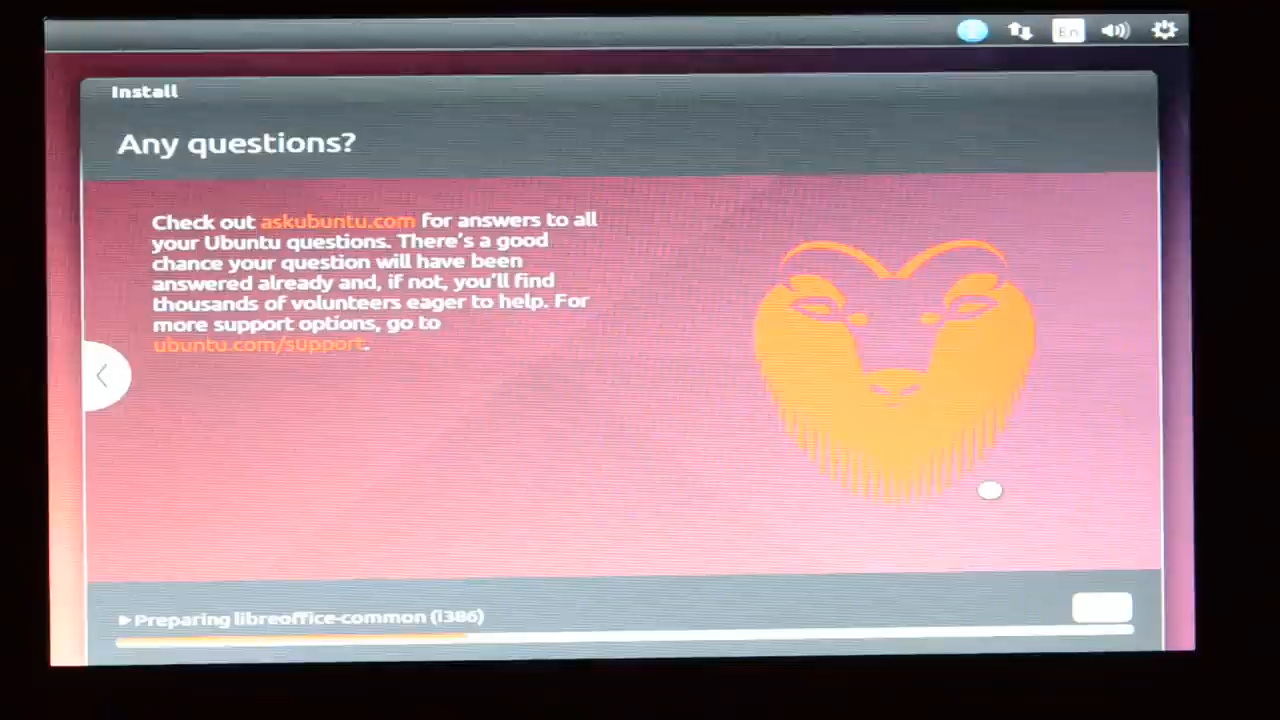 En
Install
Any questions?
Check out askubuntu.com for answers to all
your Ubuntu questions. There's a good
chance your question will have been
answered already and, if not, you'll find
thousands of volunteers eager to help. For
more support options, go to
ubuntu.com/support.
Preparing libreoffice-common (i386)